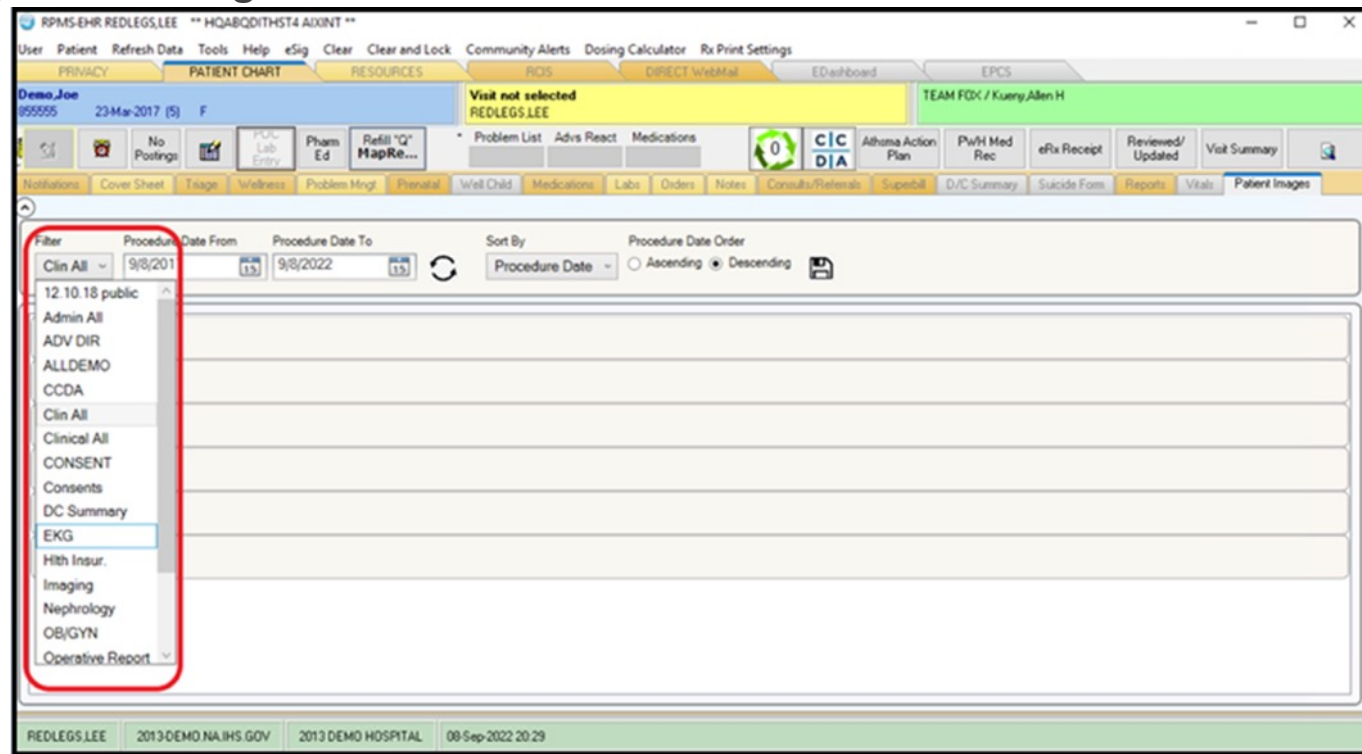 RPMS-EHR REDLEGS,LEE ** HQABQDITHST4 AIXINT **
User Patient Refresh Data Tools Help eSig Clear Clear and Lock Community Alerts Dosing Calculator Rx Print Settings
PRIVACY PATIENT CHART RESOURCES RCIS DIRECT WebMail EDashboard EPCS
Demo,Joe Visit not selected TEAM FOX / Kueny,Allen H
855555 23-Mar-2017 (5) F REDLEGS,LEE
No Postings POC Lab Entry Pharm Ed Refill "Q" MapRe... Problem List Advs React Medications 0 C C D A Asthma Action Plan PWH Med Rec eRx Receipt Reviewed/ Updated Visit Summary
Notifiations Cover Sheet Triage Wellness Problem Mngt Prenatal Well Child Medications Labs Orders Notes Consults/Referrals Superbill D/C Summary Suicide Form Reports Vitals Patient Images
Filter Procedure Date From Procedure Date To Sort By Procedure Date Order
Clin All 9/8/201 15 9/8/2022 15 Procedure Date Ascending Descending
12.10.18 public
Admin All
ADV DIR
ALLDEMO
CCDA
Clin All
Clinical All
CONSENT
Consents
DC Summary
EKG
Hlth Insur.
Imaging
Nephrology
OB/GYN
Operative Report
REDLEGS,LEE 2013-DEMO.NA.IHS.GOV 2013 DEMO HOSPITAL 08-Sep-2022 20:29